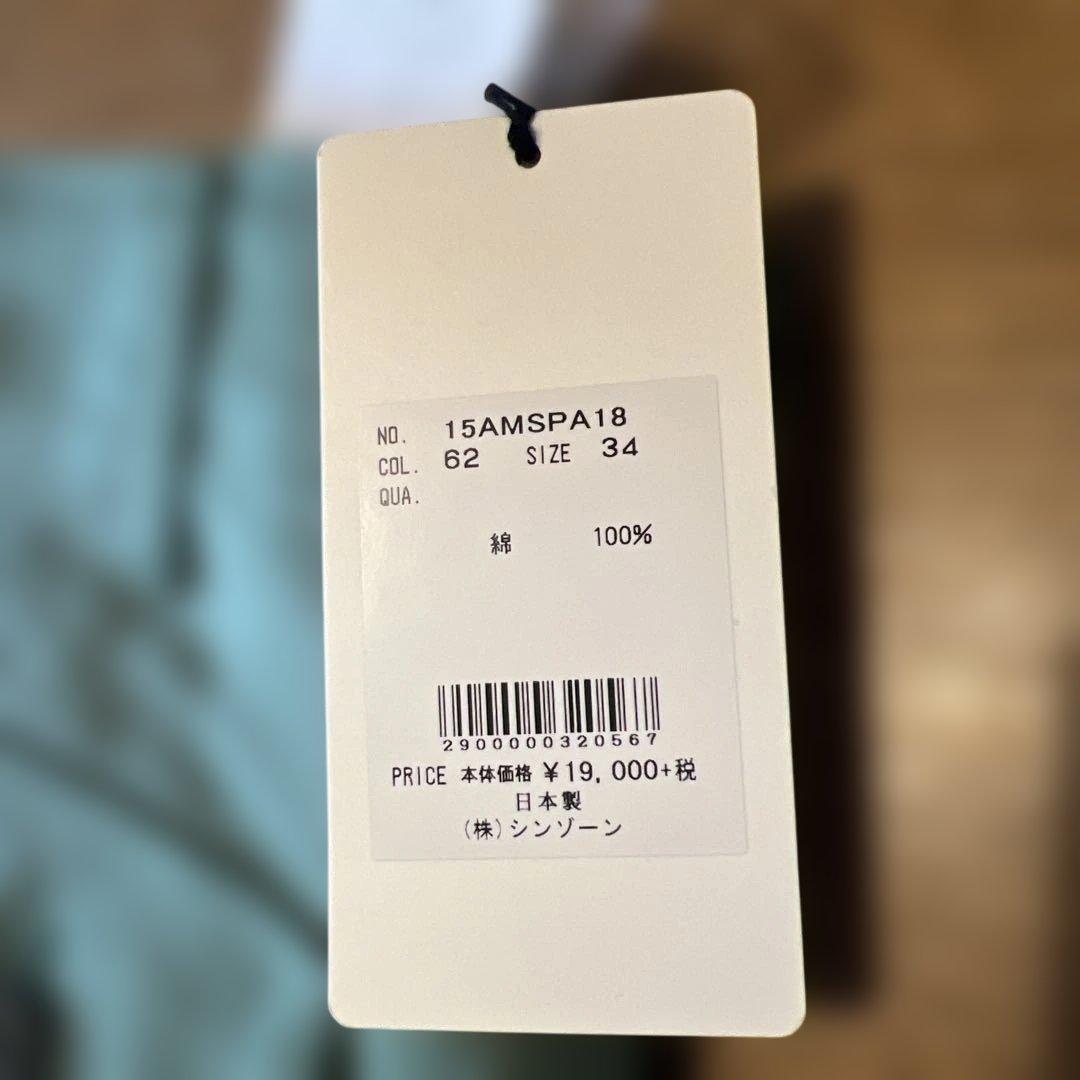 NO. 15AMSPA18
COL. 62 SIZE 34
QUA.
綿 100%
2900000320567
PRICE 本体価格 ¥19,000+税
日本製
(株)シンゾーン